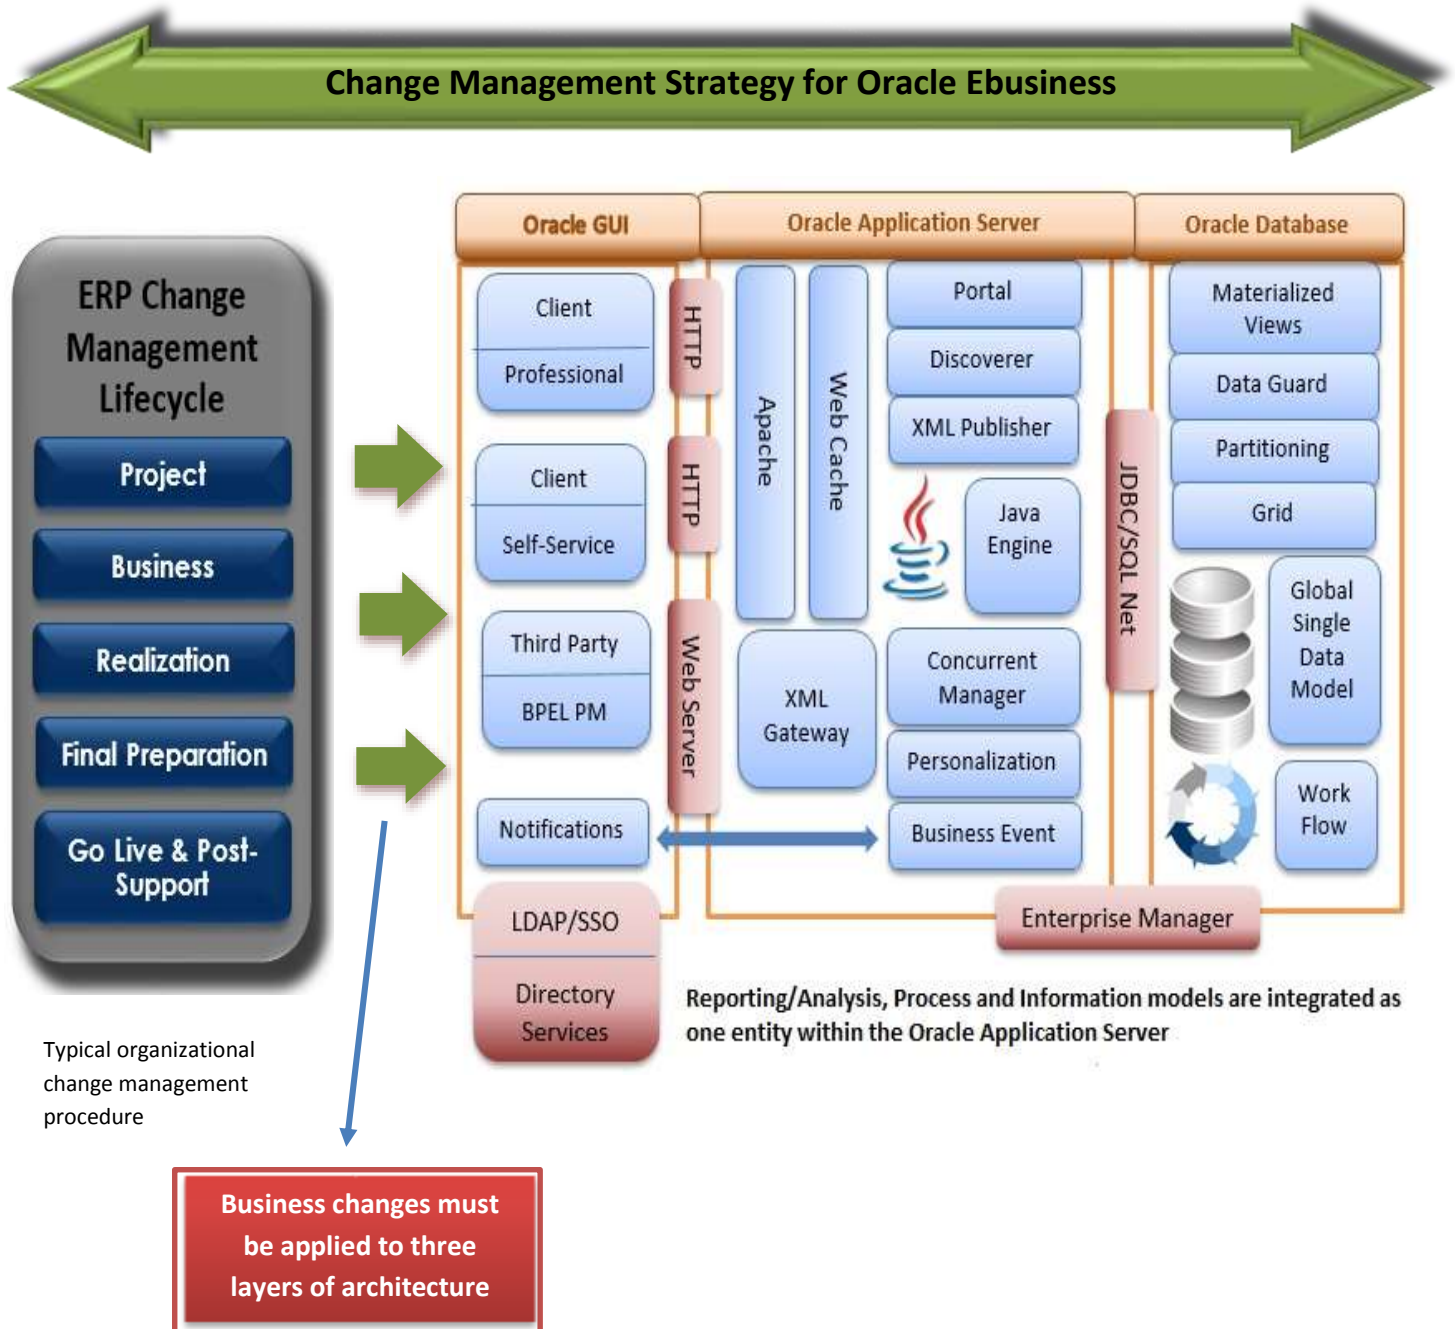 Change Management Strategy for Oracle Ebusiness
ERP Change
Management
Lifecycle
Project
Business
Realization
Final Preparation
Go Live & Post-
Support
Typical organizational
change management
procedure
Business changes must
be applied to three
layers of architecture
Oracle GUI
Client
Professional
Client
Self-Service
Third Party
BPEL PM
Notifications
LDAP/SSO
Directory
Services
HTTP
HTTP
Web Server
Oracle Application Server
Apache
Web Cache
XML
Gateway
Portal
Discoverer
XML Publisher
Java
Engine
Concurrent
Manager
Personalization
Business Event
JDBC/SQL Net
Enterprise Manager
Oracle Database
Materialized
Views
Data Guard
Partitioning
Grid
Global
Single
Data
Model
Work
Flow
Reporting/Analysis, Process and Information models are integrated as
one entity within the Oracle Application Server